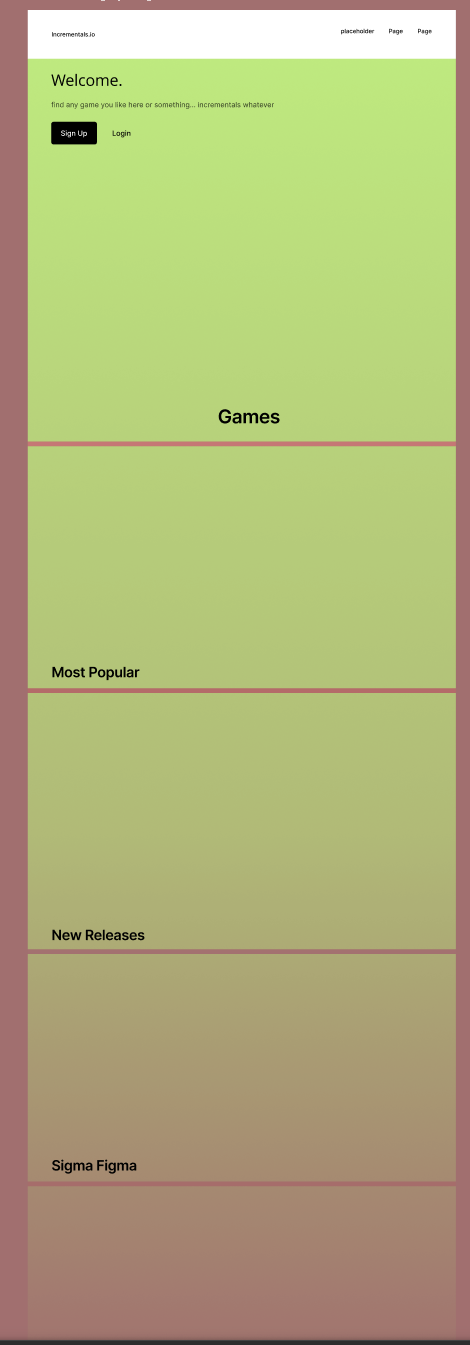 Incrementals.io
placeholder Page Page
Welcome.
find any game you like here or something... incrementals whatever
Sign Up Login
Games
Most Popular
New Releases
Sigma Figma